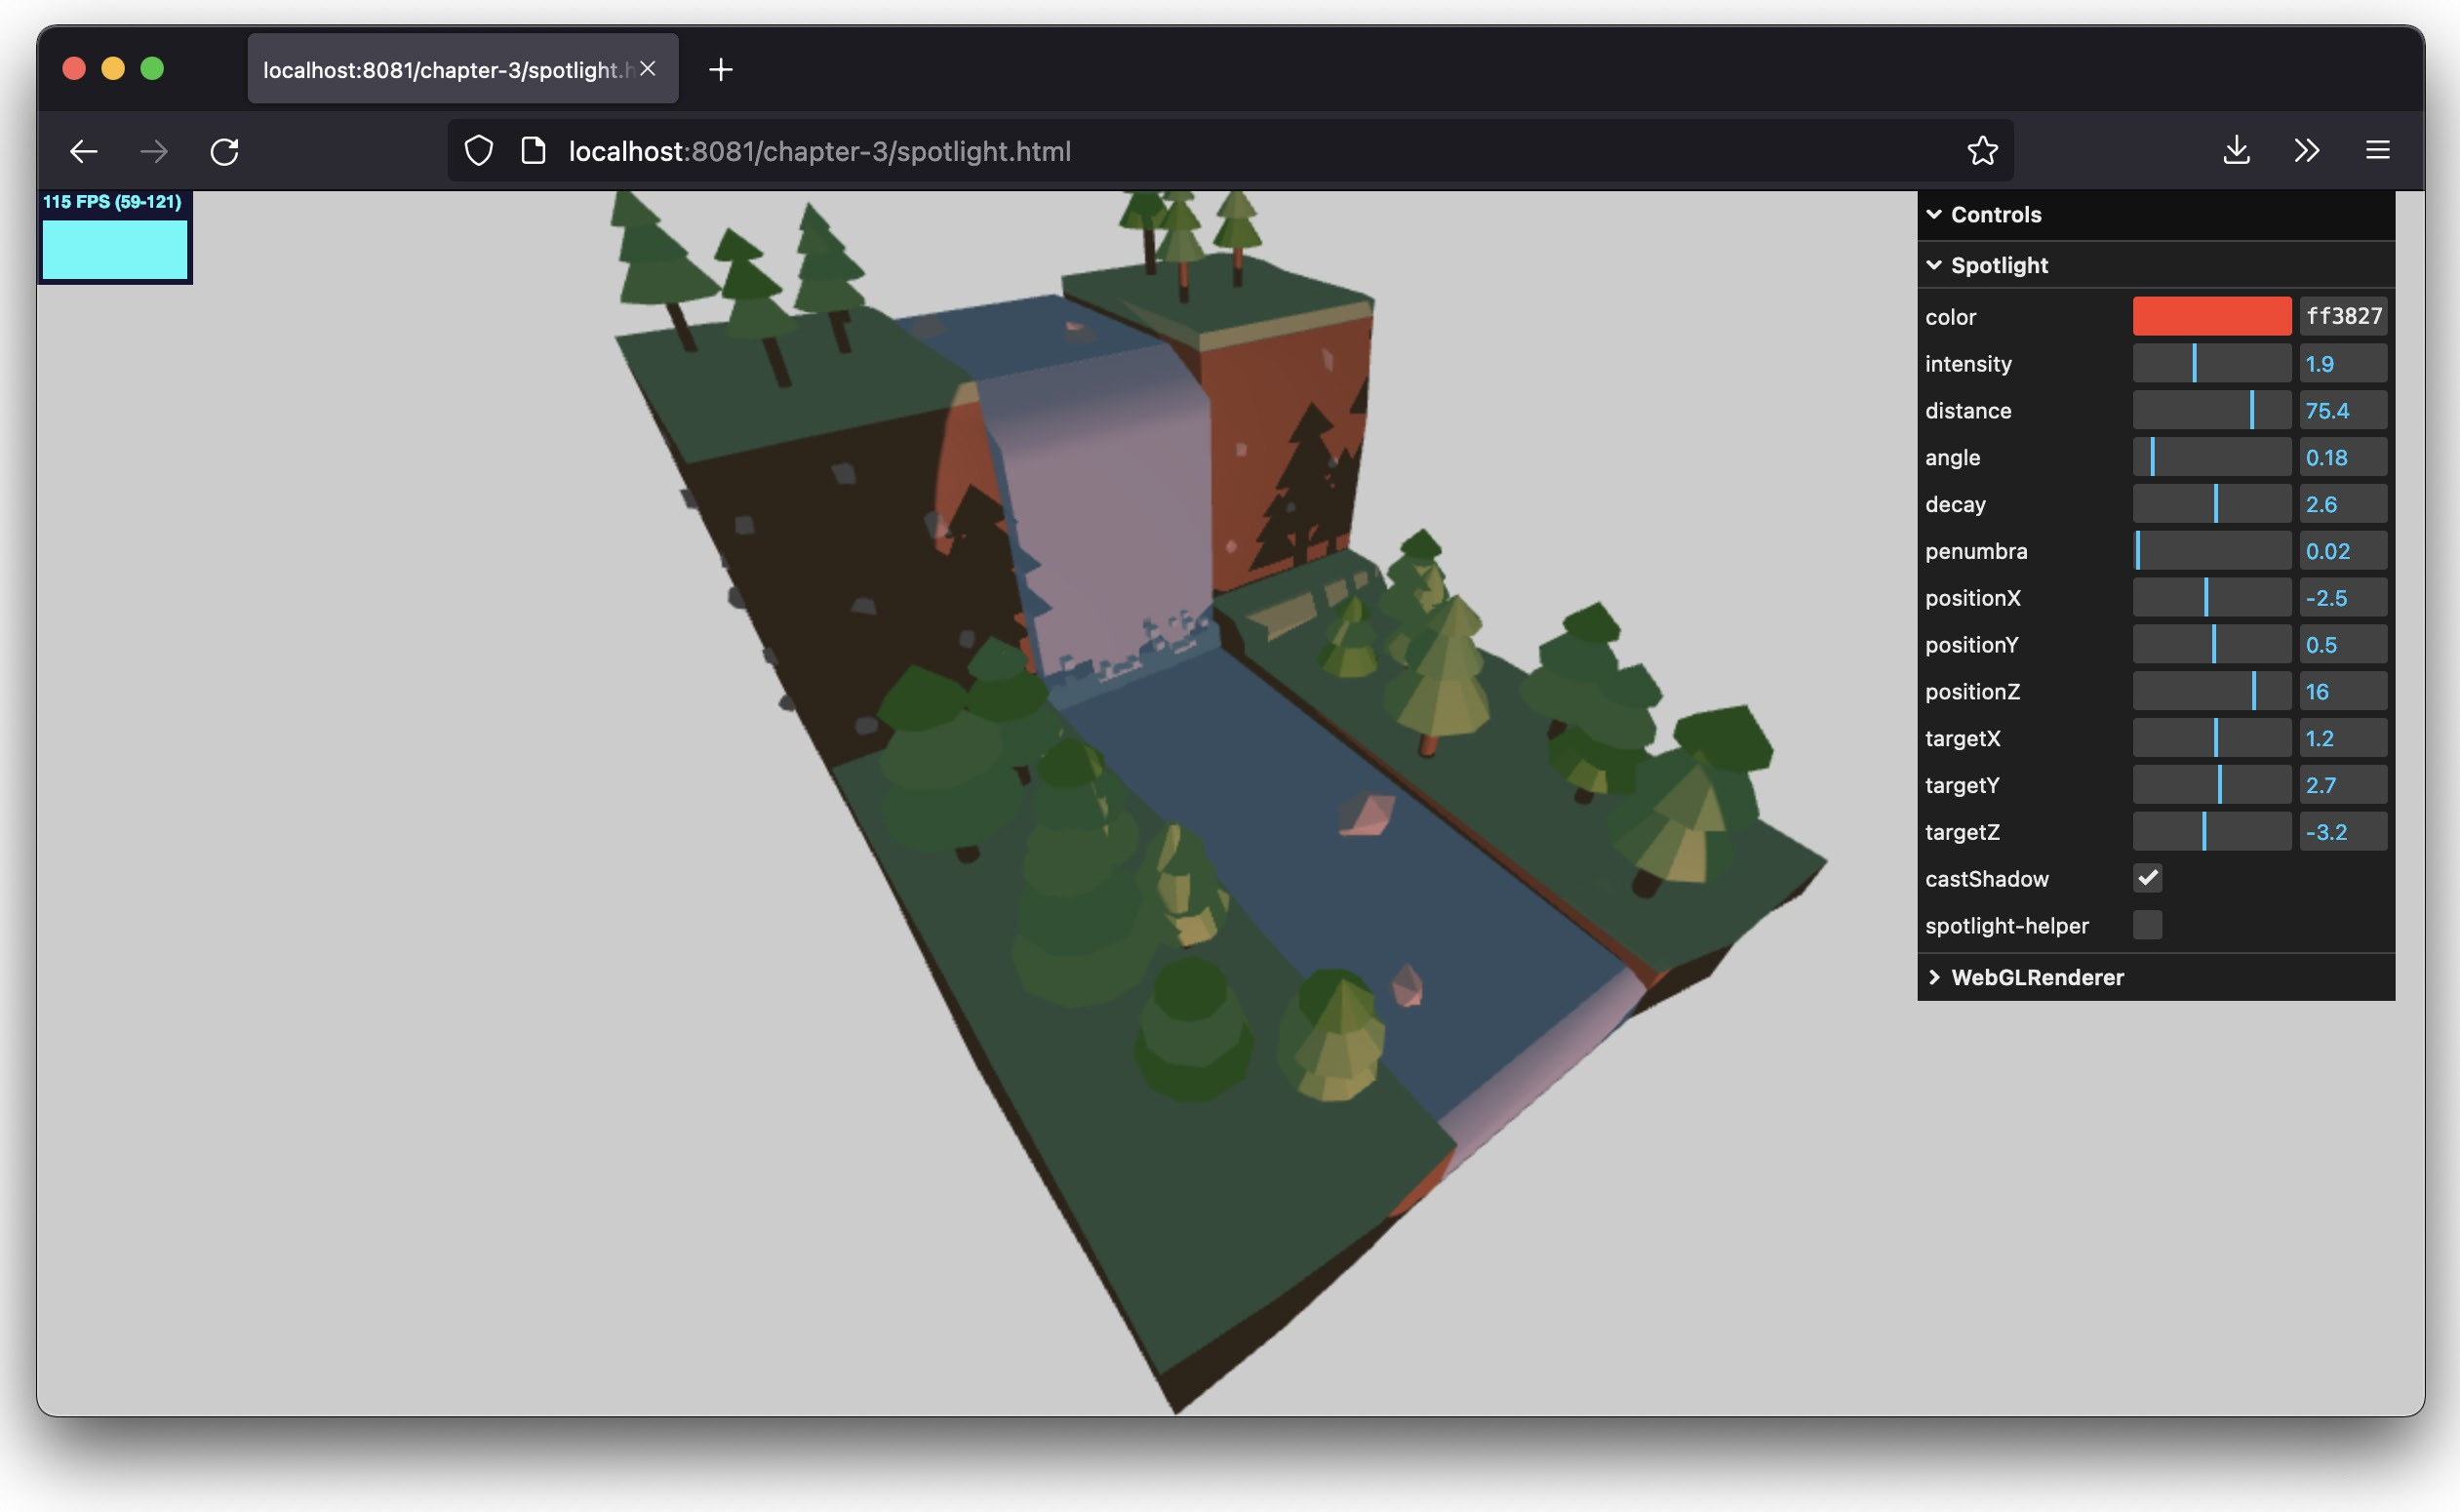 localhost:8081/chapter-3/spotlight.h
localhost:8081/chapter-3/spotlight.html
115 FPS (59-121)
Controls
Spotlight
color ff3827
intensity 1.9
distance 75.4
angle 0.18
decay 2.6
penumbra 0.02
positionX -2.5
positionY 0.5
positionZ 16
targetX 1.2
targetY 2.7
targetZ -3.2
castShadow
spotlight-helper
WebGLRenderer